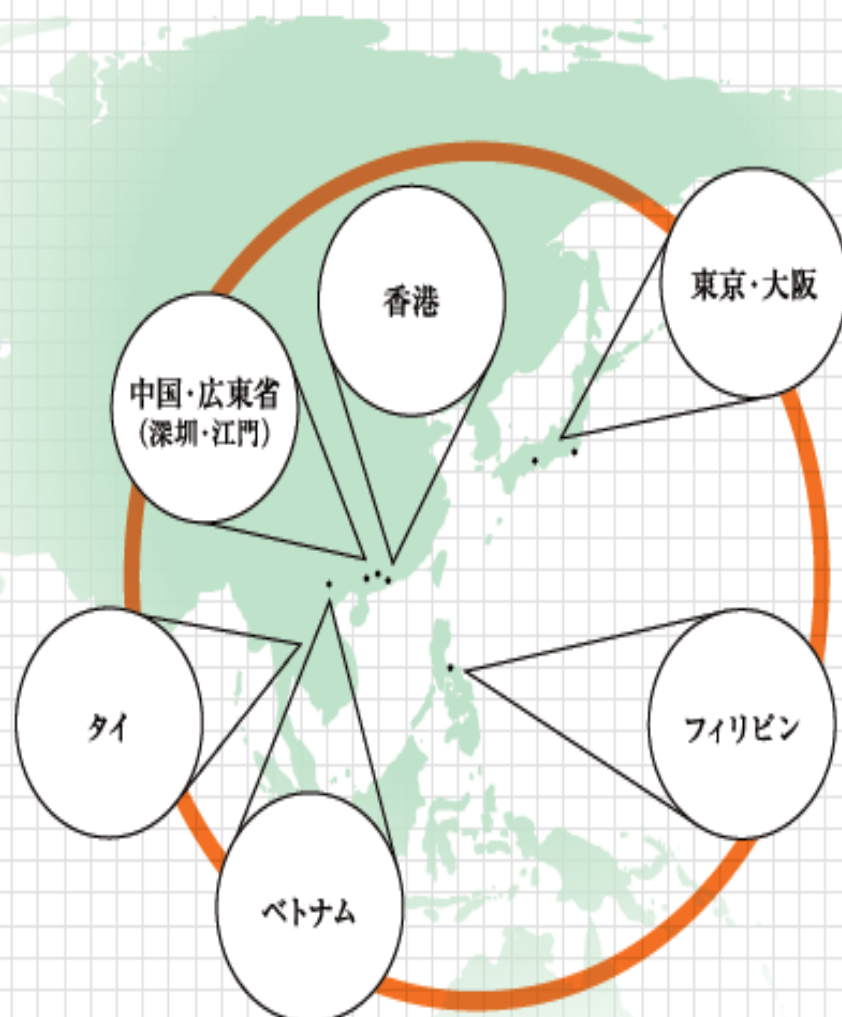 東京・大阪
香港
中国・広東省
(深圳・江門)
タイ
フィリピン
ベトナム